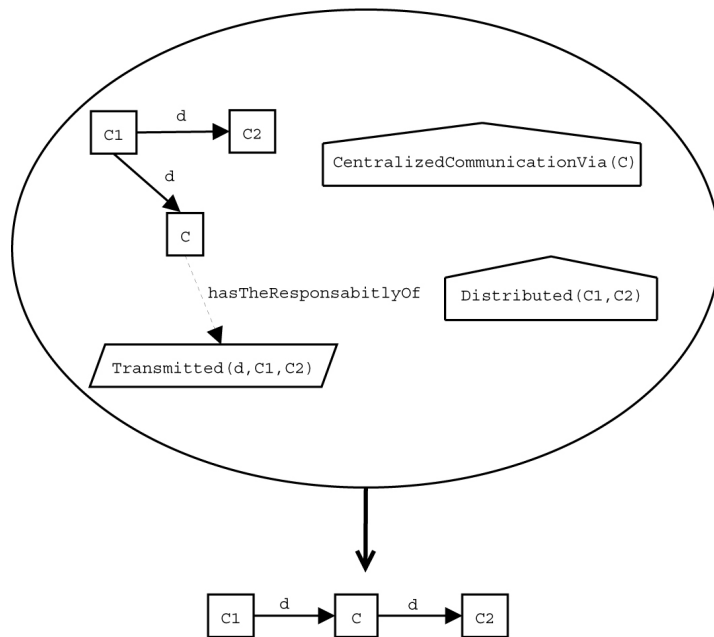 d
C1
C2
CentralizedCommunicationVia(C)
d
C
hasTheResponsabitlyOf
Distributed(C1,C2)
Transmitted(d,C1,C2)
C1
d
C
d
C2